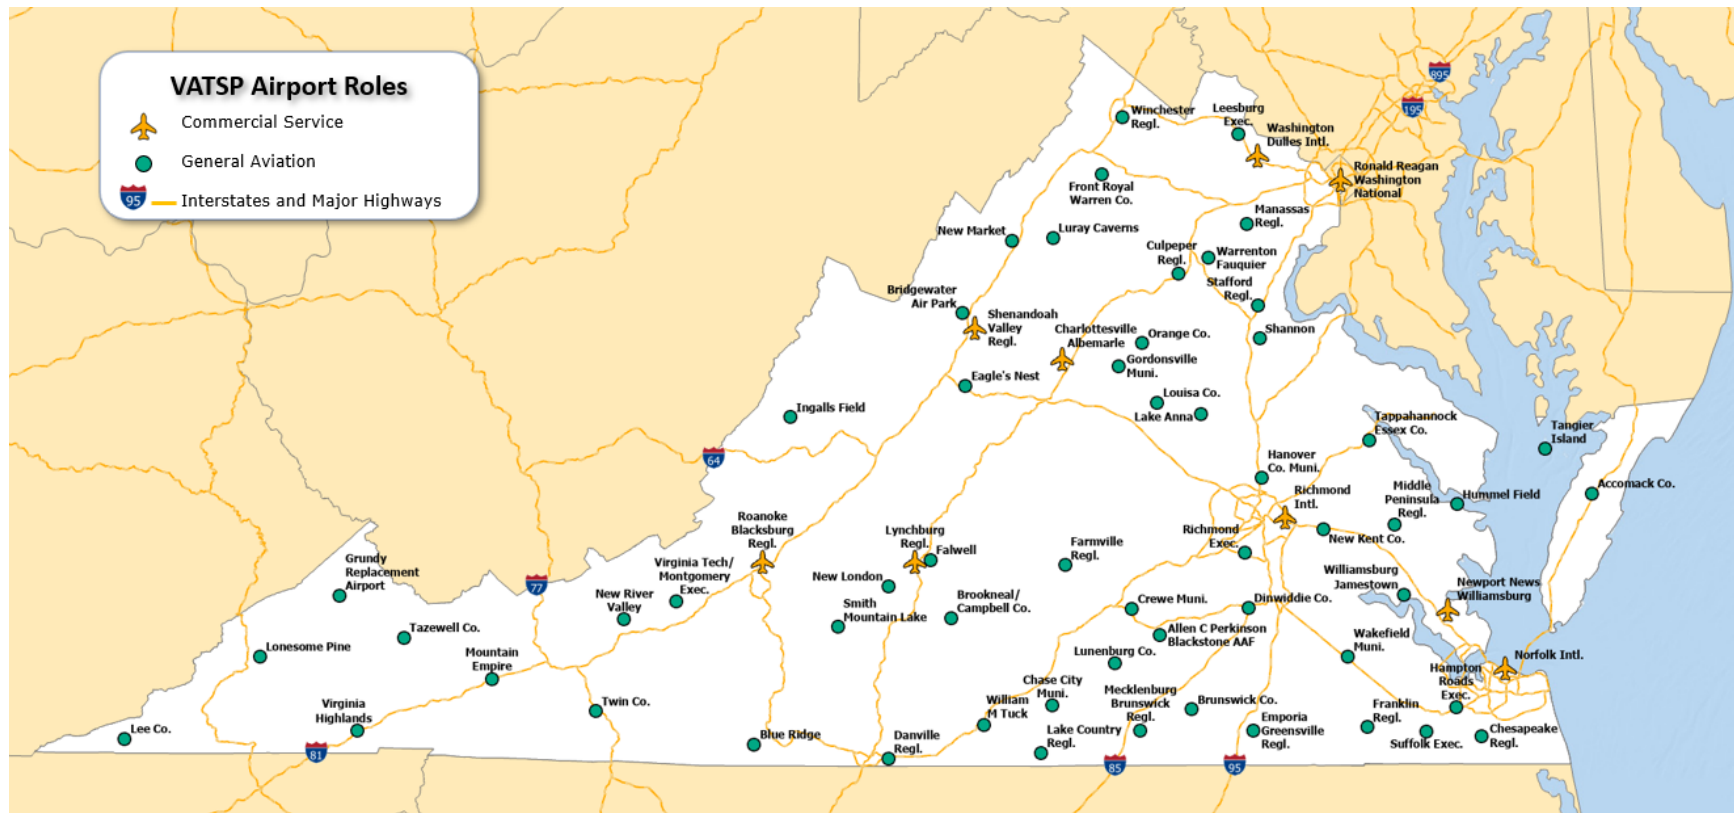 VATSP Airport Roles
Commercial Service
General Aviation
95
Interstates and Major Highways
895
195
Winchester
Regl.
Leesburg
Exec.
Washington
Dulles Intl.
Ronald Reagan
Washington
National
Front Royal
Warren Co.
Manassas
Regl.
New Market
Luray Caverns
Culpeper
Regl.
Warrenton
Fauquier
Stafford
Regl.
Bridgewater
Air Park
Shenandoah
Valley
Regl.
Charlottesville
Albemarle
Orange Co.
Shannon
Gordonsville
Muni.
Eagle's Nest
Louisa Co.
Lake Anna
Ingalls Field
Tappahannock
Essex Co.
Tangier
Island
64
Hanover
Co. Muni.
Richmond
Intl.
Middle
Peninsula
Regl.
Hummel Field
Accomack Co.
Roanoke
Blacksburg
Regl.
Lynchburg
Regl.
Falwell
Farmville
Regl.
Richmond
Exec.
New Kent Co.
Grundy
Replacement
Airport
77
Virginia Tech/
Montgomery
Exec.
New River
Valley
New London
Smith
Mountain Lake
Brookneal/
Campbell Co.
Crewe Muni.
Dinwiddie Co.
Williamsburg
Jamestown
Newport News
Williamsburg
Tazewell Co.
Lonesome Pine
Mountain
Empire
Allen C Perkinson
Blackstone AAF
Lunenburg Co.
Wakefield
Muni.
Norfolk Intl.
Hampton
Roads
Exec.
Chase City
Muni.
Mecklenburg
Brunswick
Regl.
Brunswick Co.
William
M Tuck
Virginia
Highlands
Twin Co.
Lee Co.
Blue Ridge
Danville
Regl.
Lake Country
Regl.
Emporia
Greensville
Regl.
Franklin
Regl.
Suffolk Exec.
Chesapeake
Regl.
81
85
95